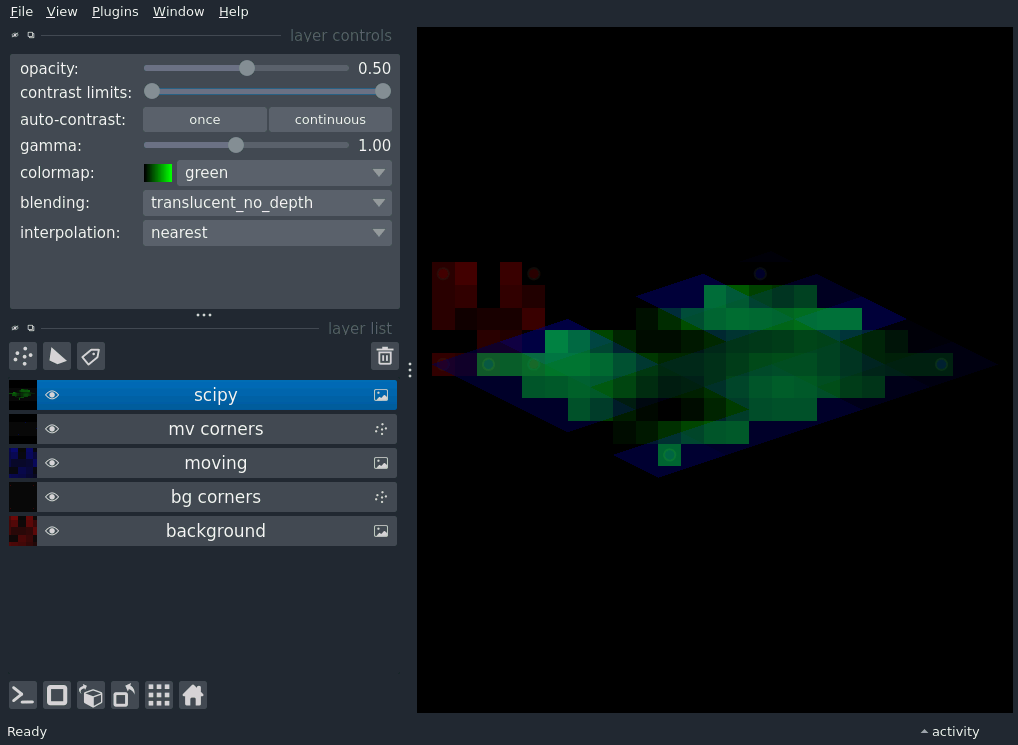 File View Plugins Window Help
layer controls
opacity: 0.50
contrast limits:
auto-contrast: once continuous
gamma: 1.00
colormap: green
blending: translucent_no_depth
interpolation: nearest
layer list
scipy
mv corners
moving
bg corners
background
Ready activity